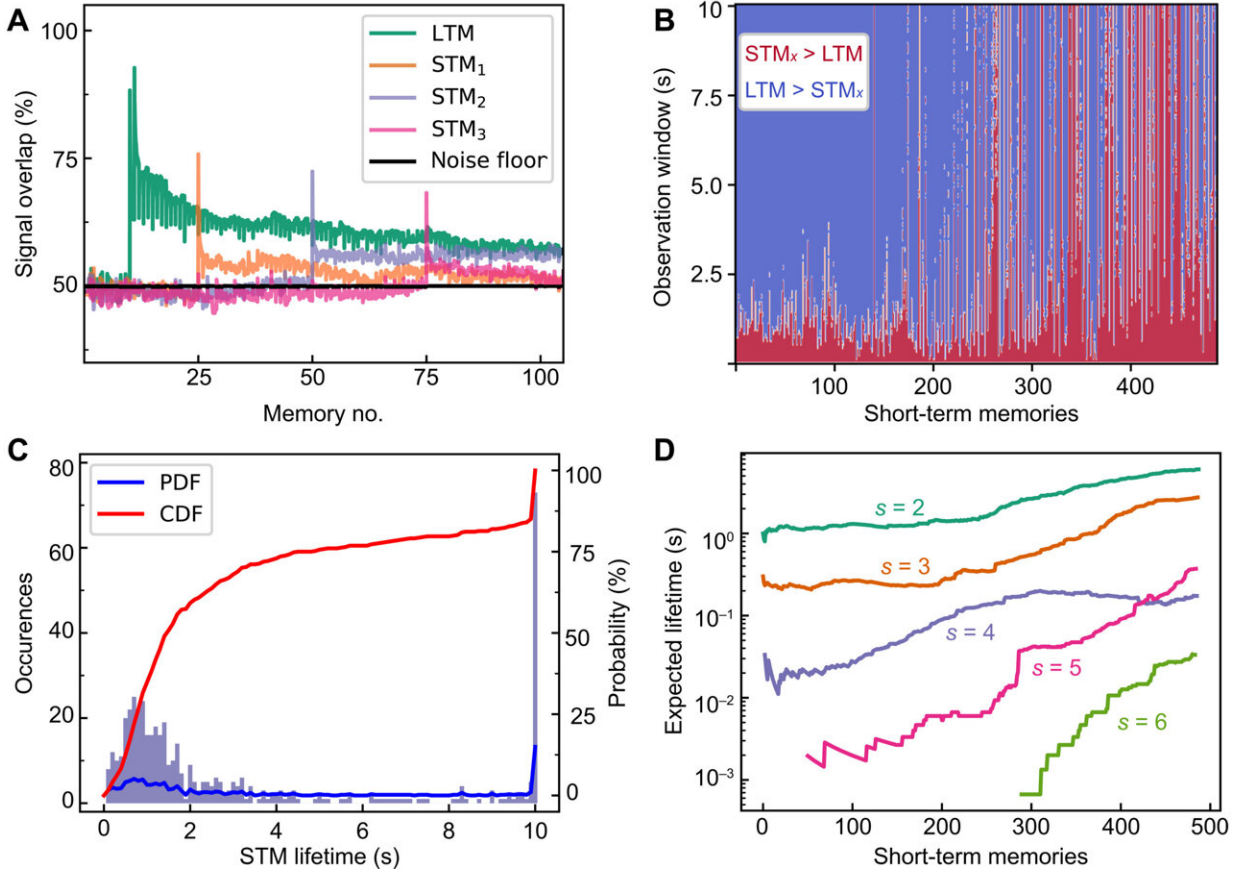 A
100
75
50
Signal overlap (%)
LTM
STM₁
STM₂
STM₃
Noise floor
25
50
75
100
Memory no.
B
10
7.5
5.0
2.5
Observation window (s)
STMₓ > LTM
LTM > STMₓ
100
200
300
400
Short-term memories
C
80
60
40
20
0
Occurences
PDF
CDF
100
75
50
25
0
Probability (%)
0
2
4
6
8
10
STM lifetime (s)
D
10⁰
10⁻¹
10⁻²
10⁻³
Expected lifetime (s)
s = 2
s = 3
s = 4
s = 5
s = 6
0
100
200
300
400
500
Short-term memories